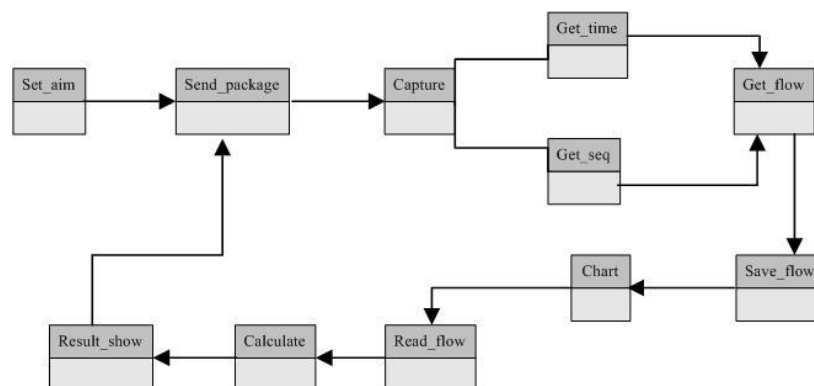 Get_time
Set_aim
Send_package
Capture
Get_flow
Get_seq
Chart
Save_flow
Result_show
Calculate
Read_flow